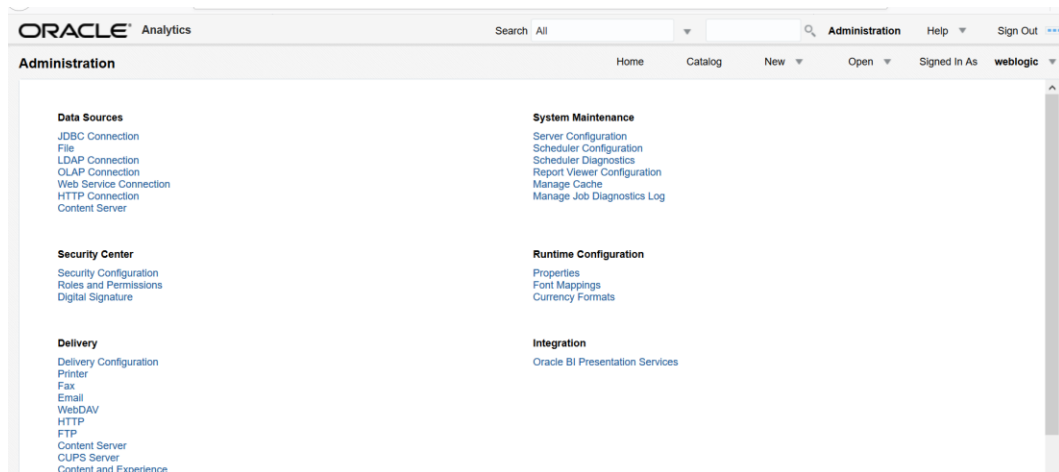 ORACLE® Analytics Search All Administration Help Sign Out
Administration Home Catalog New Open Signed In As weblogic
Data Sources
JDBC Connection
File
LDAP Connection
OLAP Connection
Web Service Connection
HTTP Connection
Content Server
System Maintenance
Server Configuration
Scheduler Configuration
Scheduler Diagnostics
Report Viewer Configuration
Manage Cache
Manage Job Diagnostics Log
Security Center
Security Configuration
Roles and Permissions
Digital Signature
Runtime Configuration
Properties
Font Mappings
Currency Formats
Delivery
Delivery Configuration
Printer
Fax
Email
WebDAV
HTTP
FTP
Content Server
CUPS Server
Content and Experience
Integration
Oracle BI Presentation Services